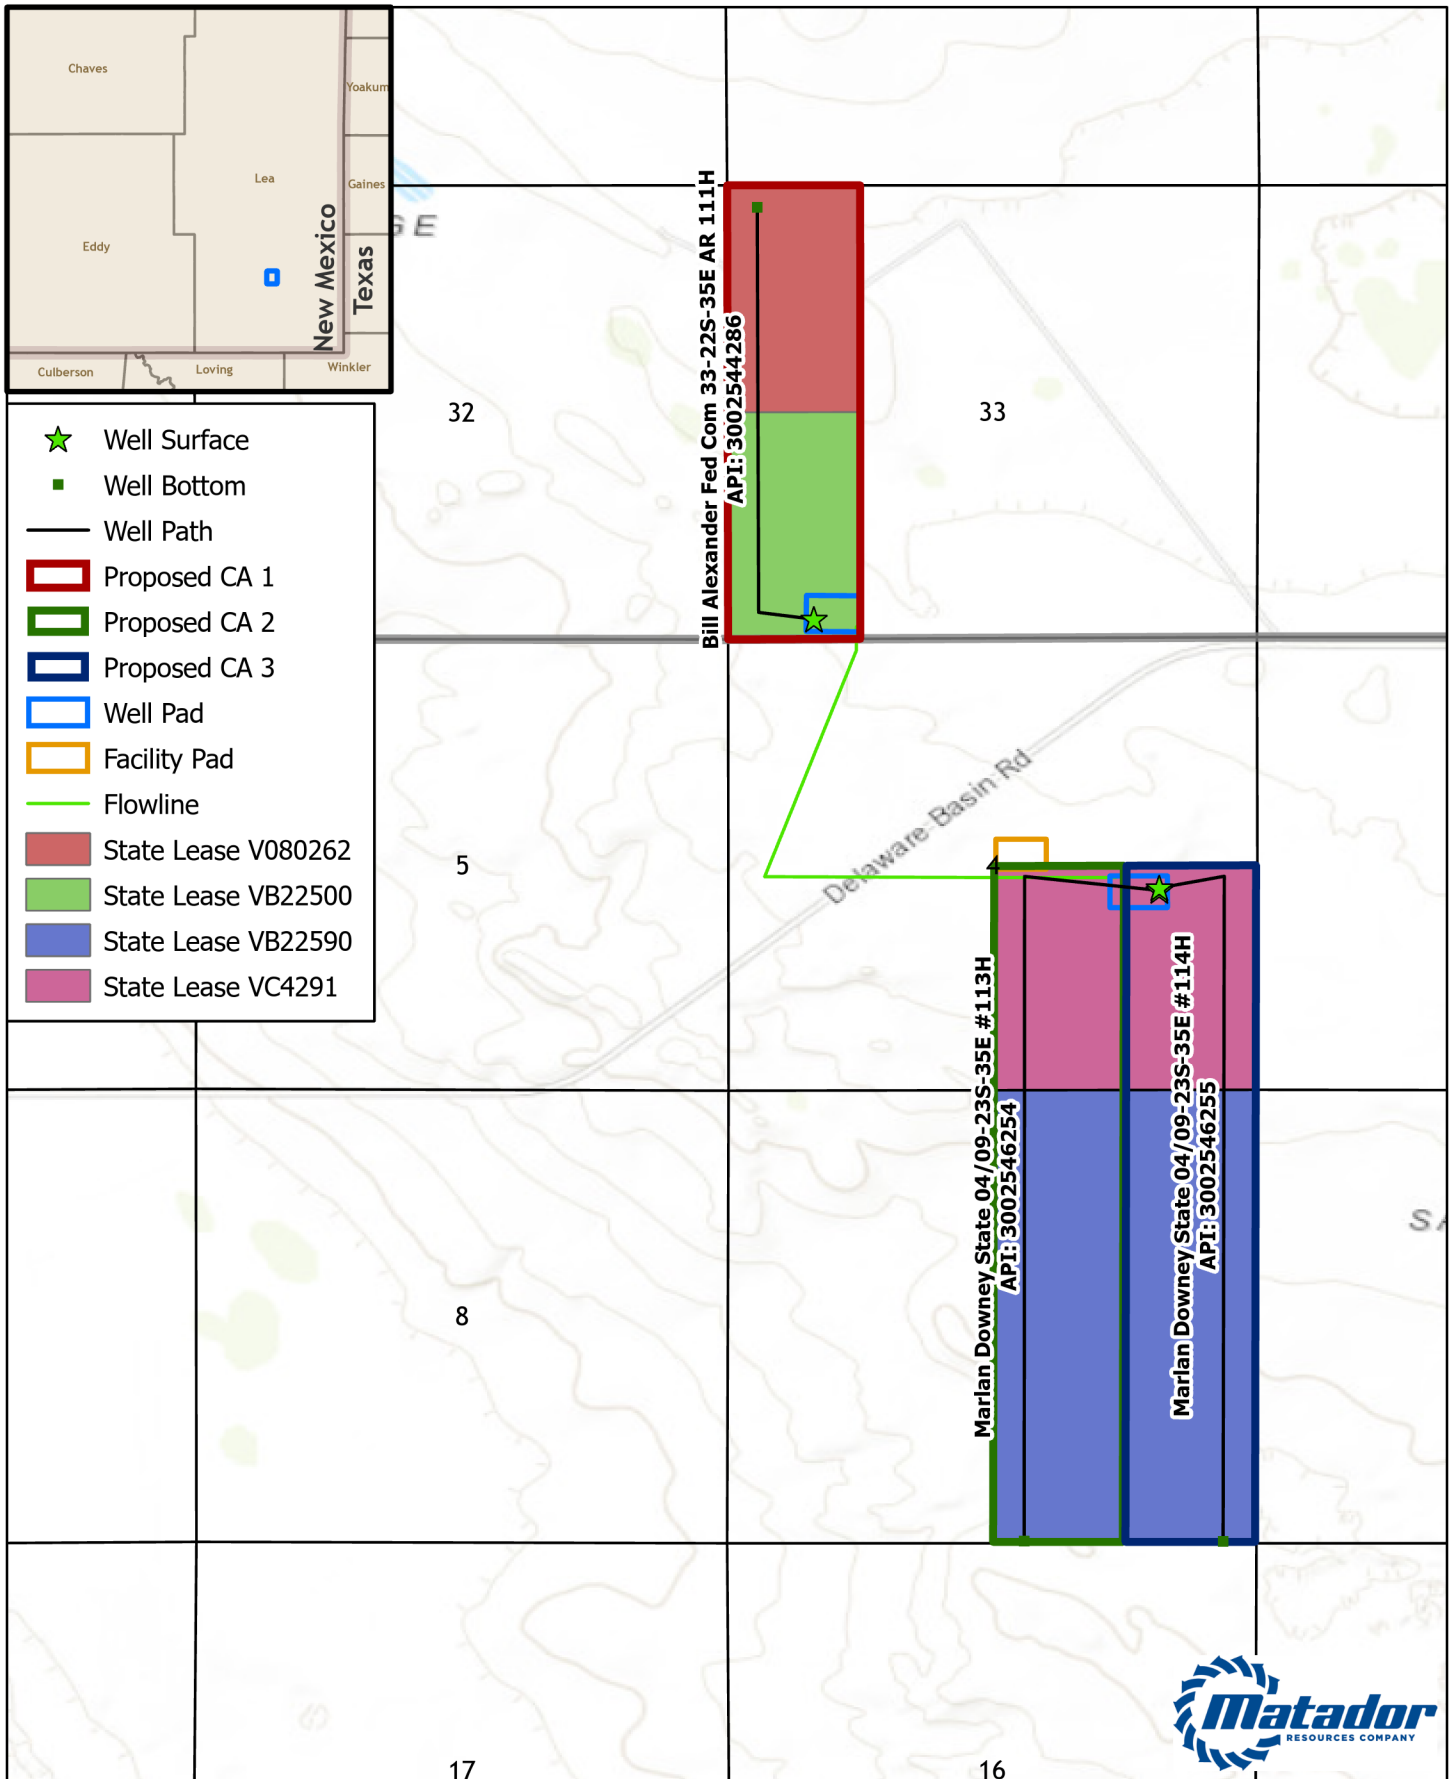 Chaves
Yoakum
Lea
Gaines
Eddy
New Mexico
Texas
Culberson
Loving
Winkler
GE
Well Surface
Well Bottom
Well Path
Proposed CA 1
Proposed CA 2
Proposed CA 3
Well Pad
Facility Pad
Flowline
State Lease V080262
State Lease VB22500
State Lease VB22590
State Lease VC4291
32
33
Bill Alexander Fed Com 33-22S-35E AR 111H
API: 3002544286
5
4
Delaware-Basin Rd
Marlan Downey State 04/09-23S-35E #113H
API: 3002546254
Marlan Downey State 04/09-23S-35E #114H
API: 3002546255
SA
8
17
16
Matador
RESOURCES COMPANY